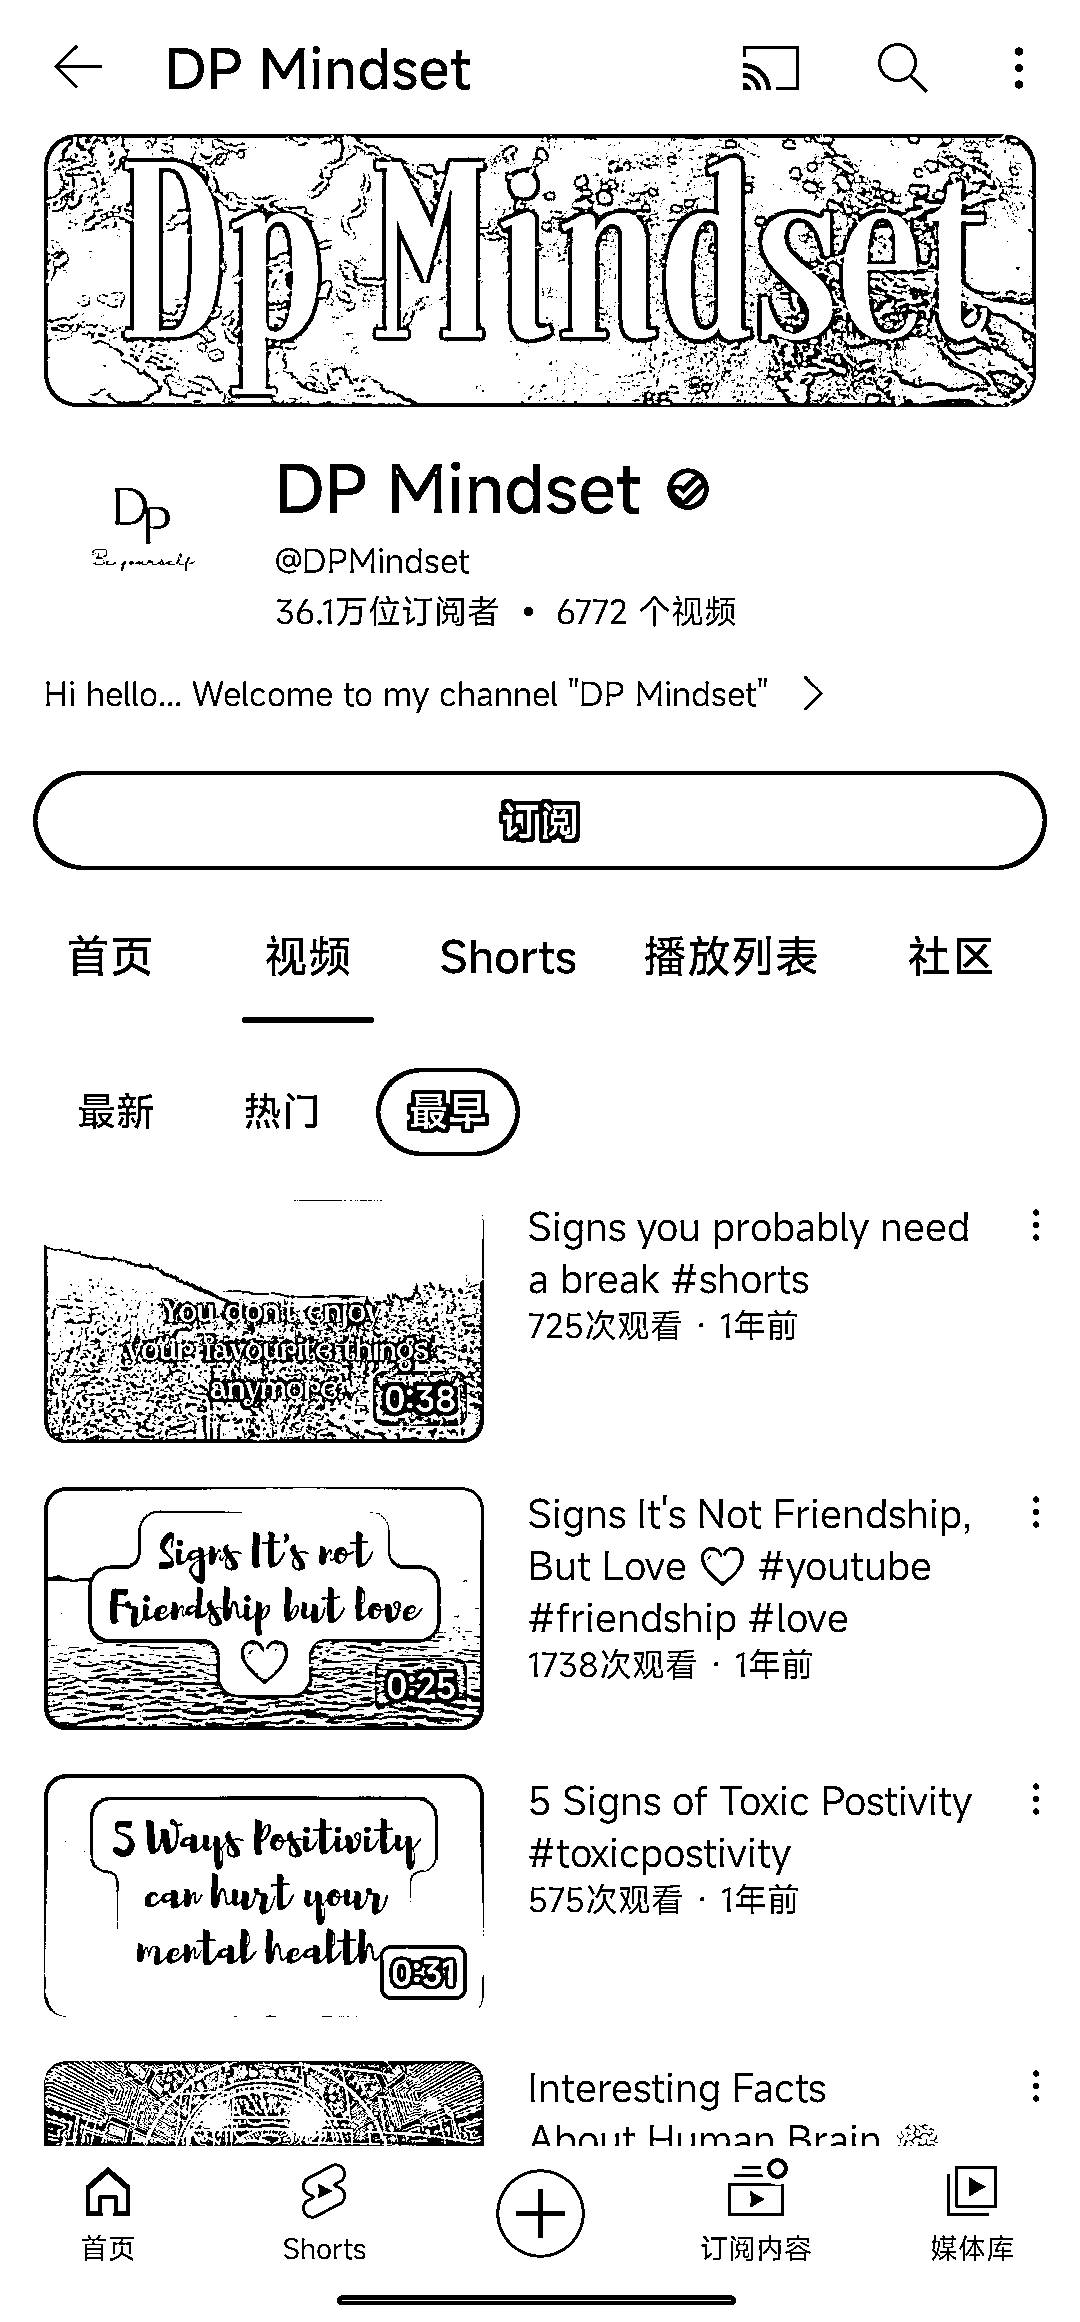 DP Mindset
Dp Mindset
DP
Be yourself
DP Mindset
@DPMindset
36.1万位订阅者 • 6772 个视频
Hi hello... Welcome to my channel "DP Mindset"
订阅
首页 视频 Shorts 播放列表 社区
最新 热门 最早
You don't enjoy
your favourite things
anymore.
0:38
Signs you probably need
a break #shorts
725次观看 · 1年前
Signs It's not
Friendship but love
♡
0:25
Signs It's Not Friendship,
But Love ♡ #youtube
#friendship #love
1738次观看 · 1年前
5 Ways Positivity
can hurt your
mental health
0:31
5 Signs of Toxic Postivity
#toxicpostivity
575次观看 · 1年前
Interesting Facts
About Human Brain
首页 Shorts 订阅内容 媒体库